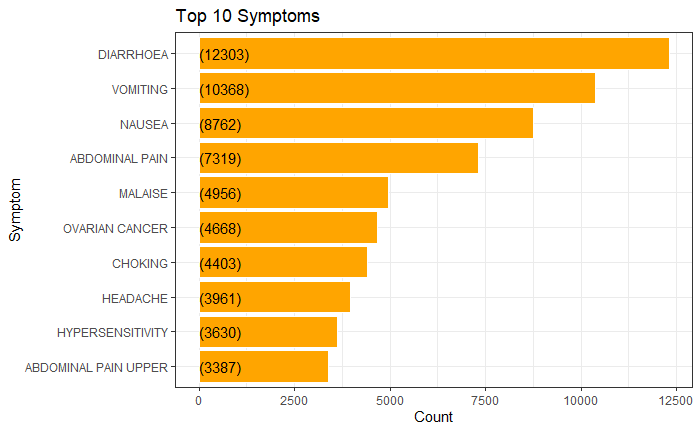 Top 10 Symptoms
Symptom
DIARRHOEA (12303)
VOMITING (10368)
NAUSEA (8762)
ABDOMINAL PAIN (7319)
MALAISE (4956)
OVARIAN CANCER (4668)
CHOKING (4403)
HEADACHE (3961)
HYPERSENSITIVITY (3630)
ABDOMINAL PAIN UPPER (3387)
0 2500 5000 7500 10000 12500
Count